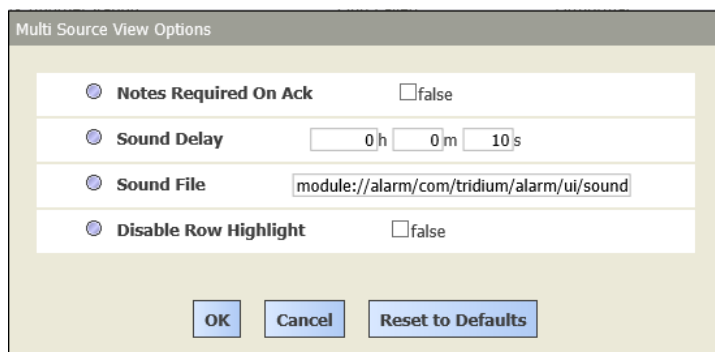 Multi Source View Options
Notes Required On Ack false
Sound Delay 0 h 0 m 10 s
Sound File module://alarm/com/tridium/alarm/ui/sound
Disable Row Highlight false
OK Cancel Reset to Defaults